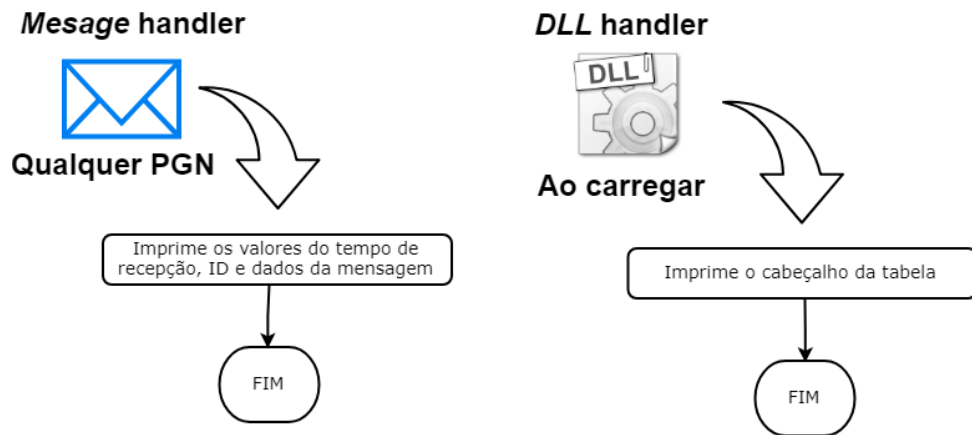 Mesage handler
Qualquer PGN
Imprime os valores do tempo de
recepção, ID e dados da mensagem
FIM
DLL handler
DLL
Ao carregar
Imprime o cabeçalho da tabela
FIM